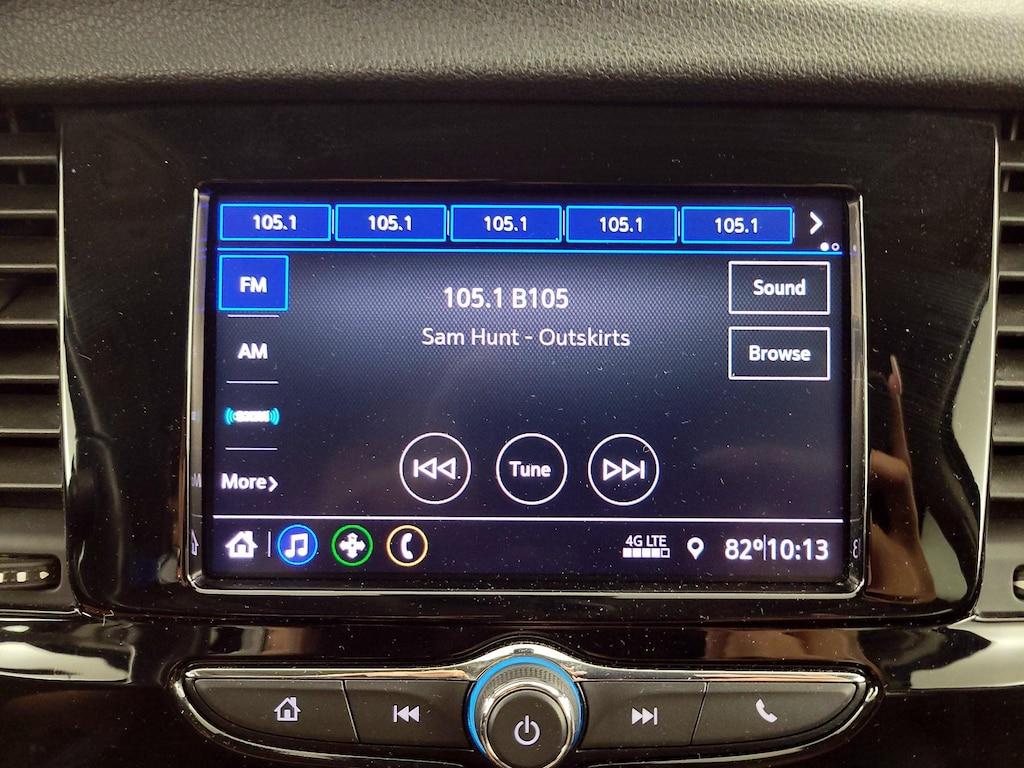 105.1 105.1 105.1 105.1 105.1
FM
105.1 B105
Sound
Sam Hunt - Outskirts
AM
Browse
More
Tune
4G LTE
82° 10:13